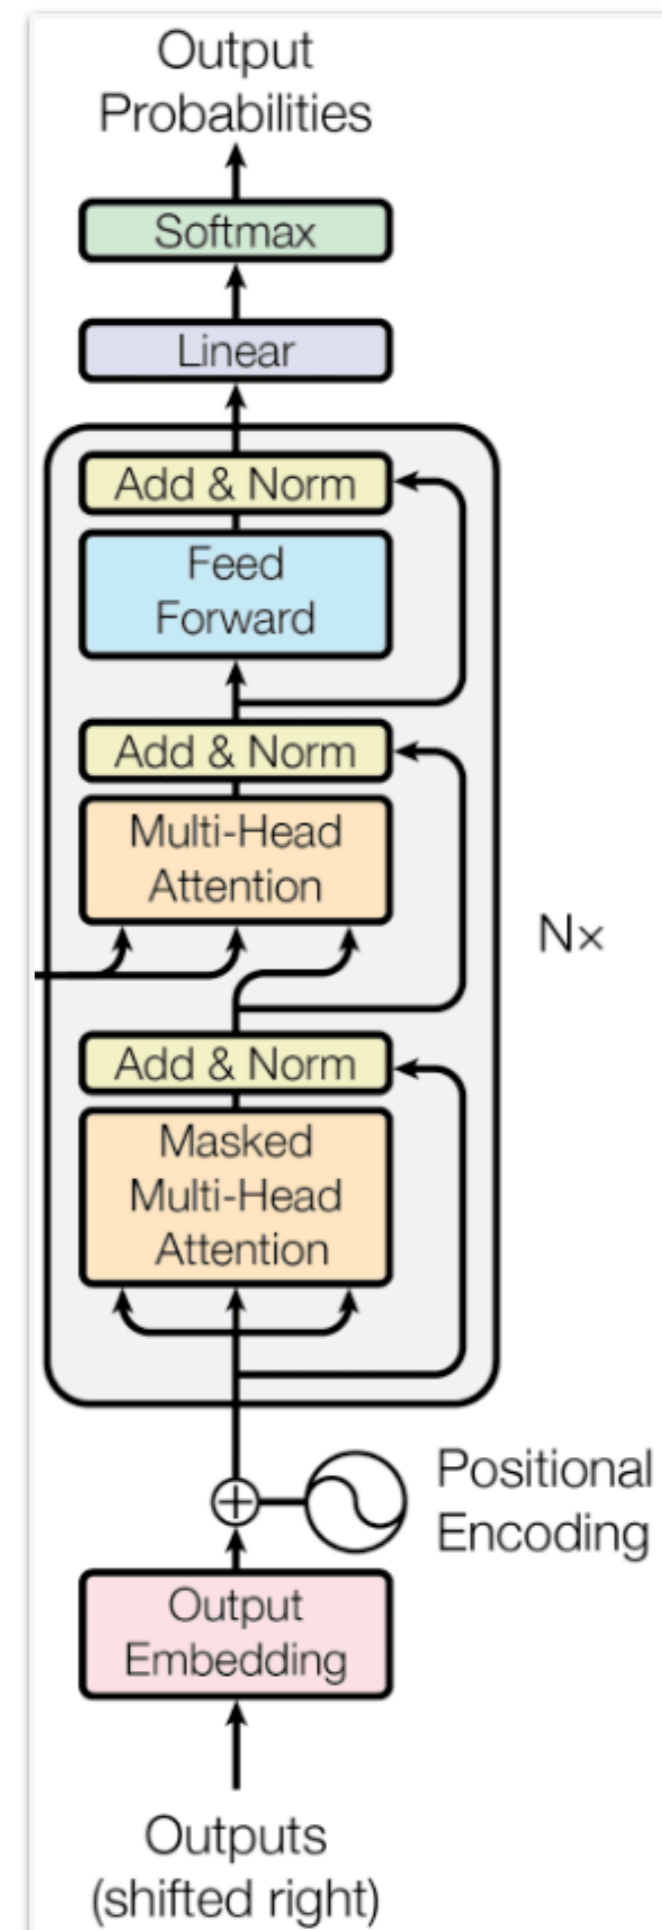 Output
Probabilities
Softmax
Linear
Add & Norm
Feed
Forward
Add & Norm
Multi-Head
Attention
N×
Add & Norm
Masked
Multi-Head
Attention
Positional
Encoding
Output
Embedding
Outputs
(shifted right)